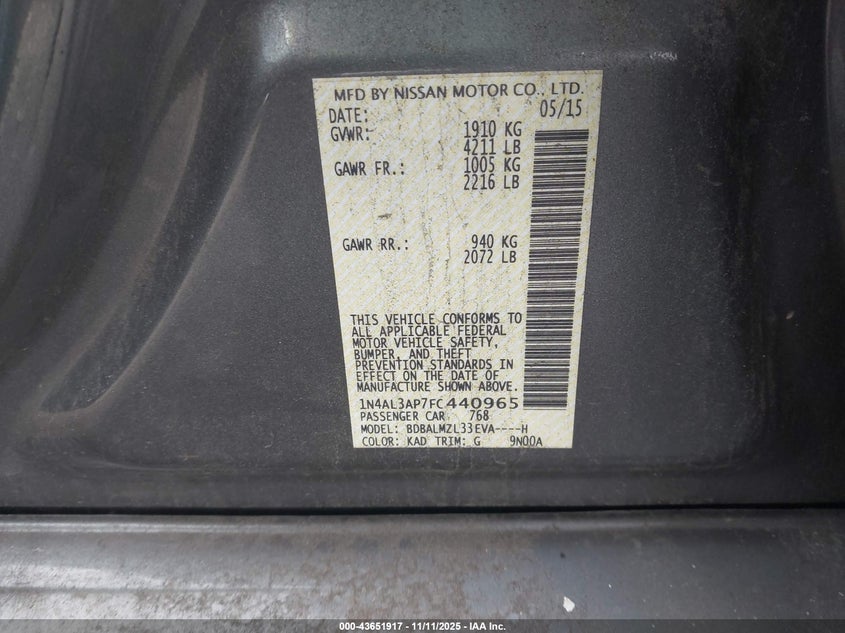 MFD BY NISSAN MOTOR CO., LTD.
DATE: 05/15
GVWR: 1910 KG
4211 LB
GAWR FR.: 1005 KG
2216 LB
GAWR RR.: 940 KG
2072 LB
THIS VEHICLE CONFORMS TO
ALL APPLICABLE FEDERAL
MOTOR VEHICLE SAFETY,
BUMPER, AND THEFT
PREVENTION STANDARDS IN
EFFECT ON THE DATE OF
MANUFACTURE SHOWN ABOVE.
1N4AL3AP7FC440965
PASSENGER CAR 768
MODEL: BDBALMZL33EVA----H
COLOR: KAD TRIM: G 9N00A
000-43651917 - 11/11/2025 - IAA Inc.